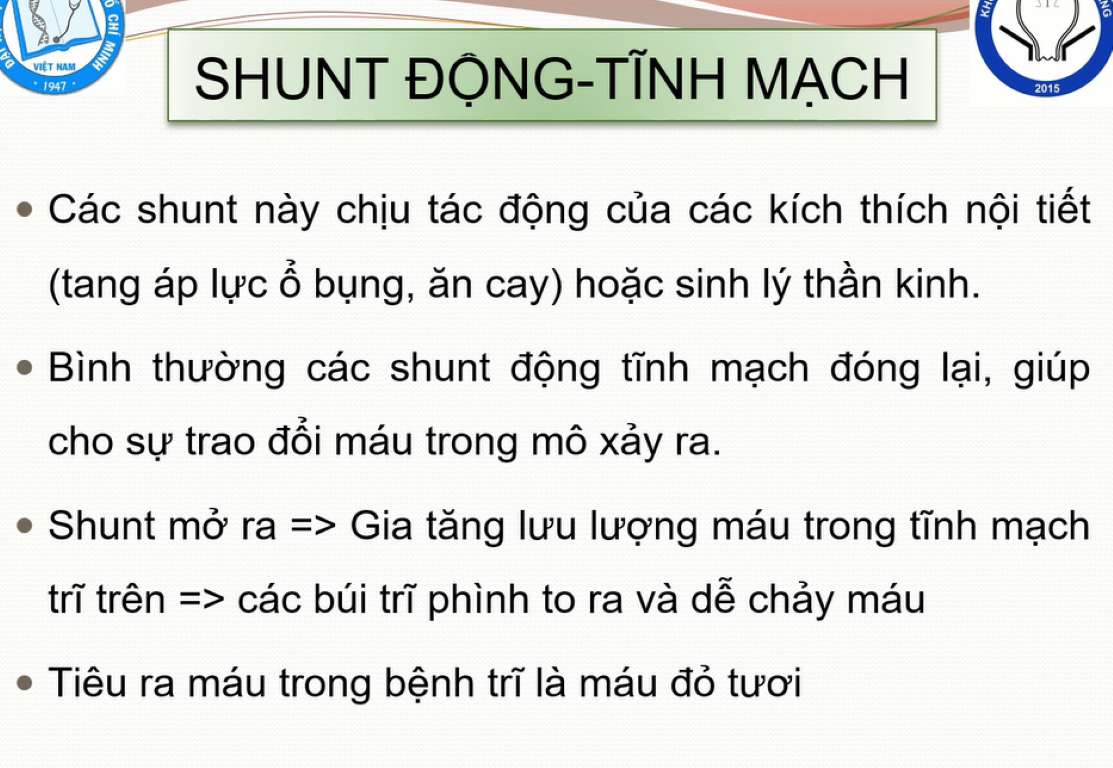 Ố CHÍ MINH
VIỆT NAM
1947
2015
SHUNT ĐỘNG-TĨNH MẠCH
• Các shunt này chịu tác động của các kích thích nội tiết
(tang áp lực ổ bụng, ăn cay) hoặc sinh lý thần kinh.
• Bình thường các shunt động tĩnh mạch đóng lại, giúp
cho sự trao đổi máu trong mô xảy ra.
• Shunt mở ra => Gia tăng lưu lượng máu trong tĩnh mạch
trĩ trên => các búi trĩ phình to ra và dễ chảy máu
• Tiêu ra máu trong bệnh trĩ là máu đỏ tươi